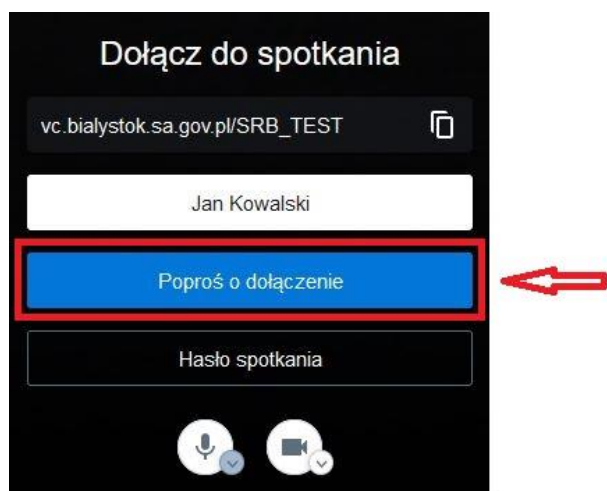 Dołącz do spotkania
vc.bialystok.sa.gov.pl/SRB_TEST
Jan Kowalski
Poproś o dołączenie
Hasło spotkania